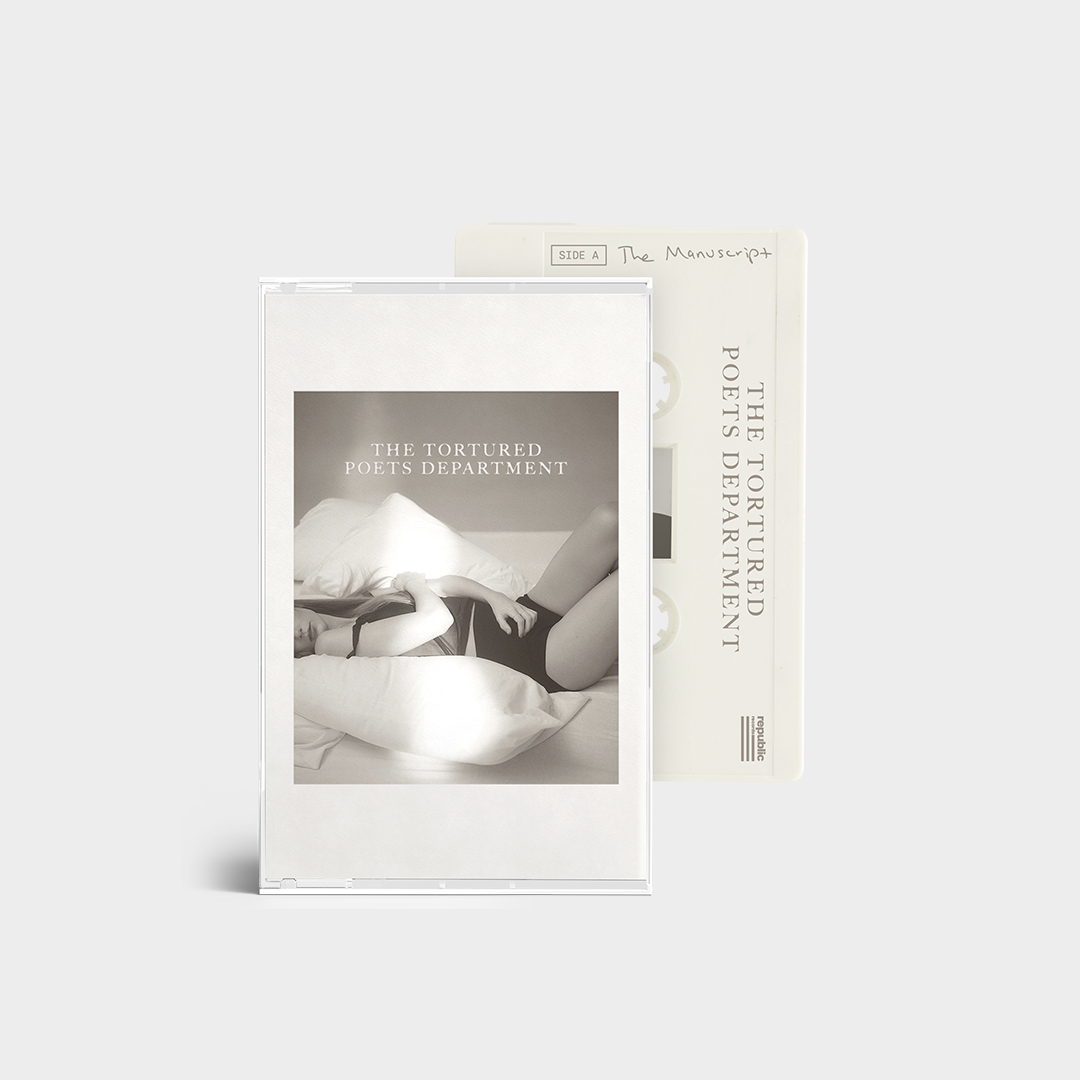 THE TORTURED
POETS DEPARTMENT
SIDE A The Manuscript
THE TORTURED
POETS DEPARTMENT
republic